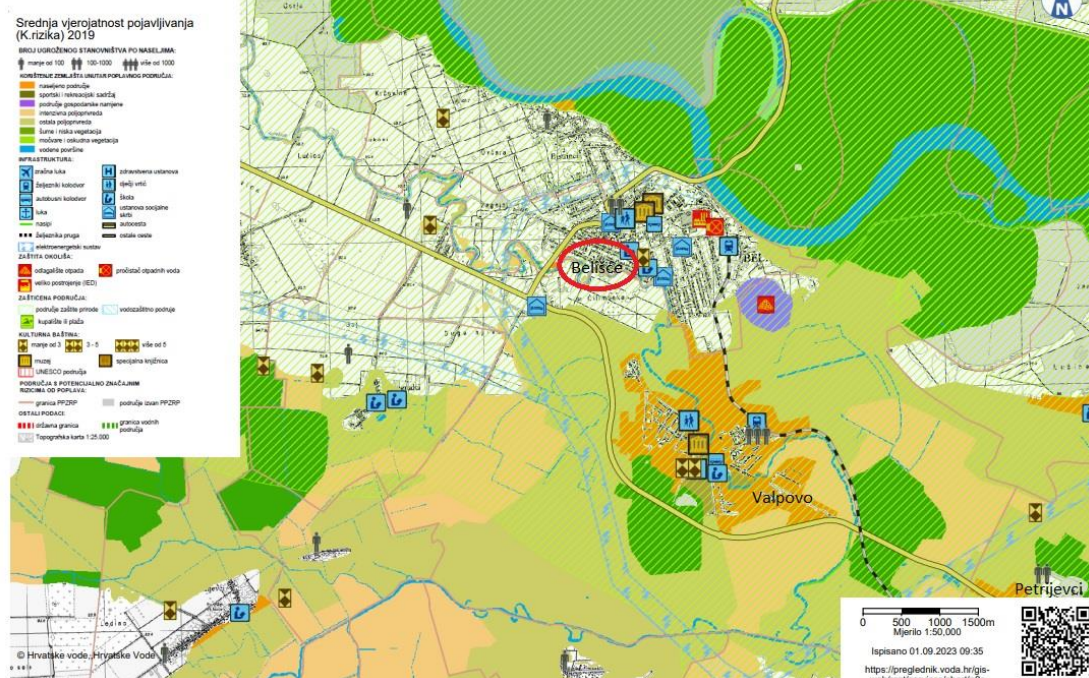 N
Srednja vjerojatnost pojavljivanja
(K.rizika) 2019
BROJ UGROŽENOG STANOVNIŠTVA PO NASELJIMA:
manje od 100
100-1000
više od 1000
KORIŠTENJE ZEMLJIŠTA UNUTAR POPLAVNOG PODRUČJA:
naseljeno područje
sportski i rekreacijski sadržaj
područje gospodarske namjene
intenzivna poljoprivreda
ostala poljoprivreda
šume i niska vegetacija
močvare i oskudna vegetacija
vodene površine
INFRASTRUKTURA:
zračna luka
željeznički kolodvor
autobusni kolodvor
luka
nasipi
željeznička pruga
elektroenergetski sustav
H zdravstvena ustanova
dječji vrtić
škola
ustanova socijalne
skrbi
autocesta
ostale ceste
ZAŠTITA OKOLIŠA:
odlagalište otpada
pročistač otpadnih voda
veliko postrojenje (IED)
ZAŠTIĆENA PODRUČJA:
područje zaštite prirode
vodozaštitno područje
kupalište ili plaža
KULTURNA BAŠTINA:
manje od 3
3 - 5
više od 5
muzej
specijalna knjižnica
UNESCO područja
PODRUČJA S POTENCIJALNO ZNAČAJNIM
RIZICIMA OD POPLAVA:
granica PPZRP
područje izvan PPZRP
OSTALI PODACI:
državna granica
granica vodnih
područja
Topografska karta 1:25.000
Belišće
BEL
Valpovo
Petrijevci
Ladino
© Hrvatske vode, Hrvatske Vode
0 500 1000 1500m
Mjerilo 1:50,000
Ispisano 01.09.2023 09:35
https://preglednik.voda.hr/gis-